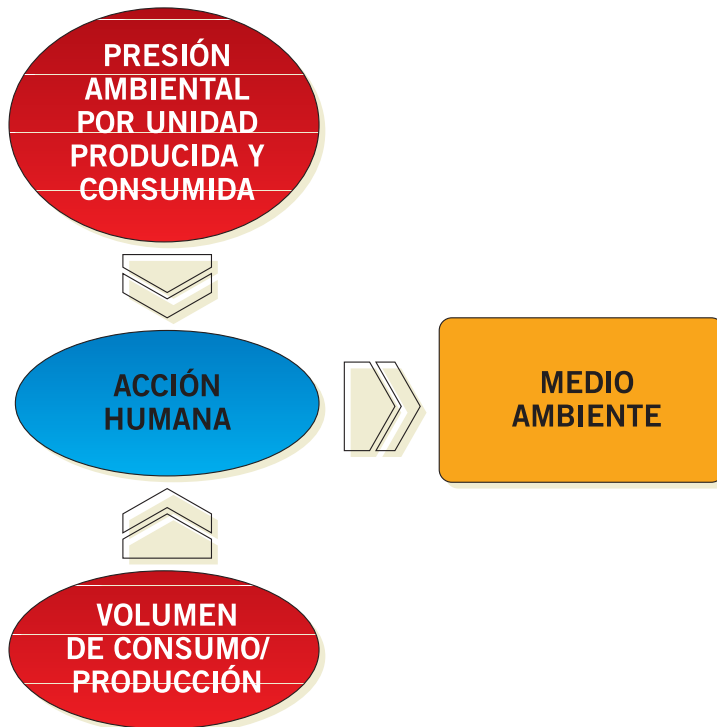 PRESIÓN
AMBIENTAL
POR UNIDAD
PRODUCIDA Y
CONSUMIDA
ACCIÓN
HUMANA
MEDIO
AMBIENTE
VOLUMEN
DE CONSUMO/
PRODUCCIÓN